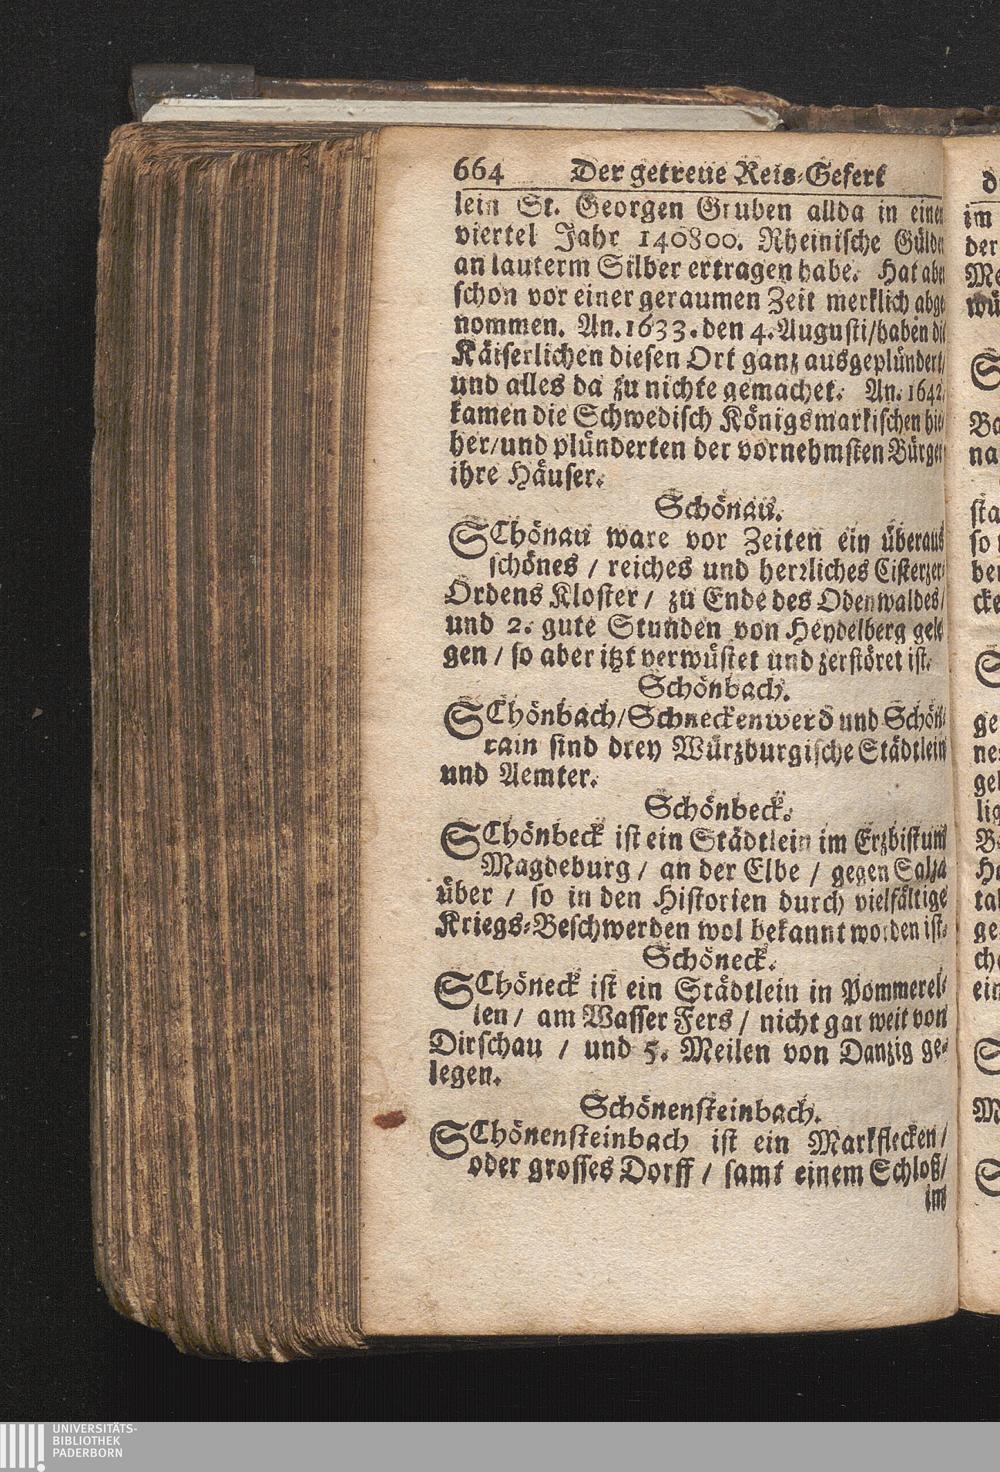 664 Der getreue Reis-Gefert
lein St. Georgen Gruben allda in einer
viertel Jahr 140800. Rheinische Gülden
an lauterm Silber ertragen habe. Hat aber
schon vor einer geraumen Zeit merklich abge
nommen. An. 1633. den 4. Augusti/haben die
Käiserlichen diesen Ort ganz ausgeplündert/
und alles da zu nichte gemachet. An. 1642.
kamen die Schwedisch Königsmarkischen hie/
her/und plünderten der vornehmsten Bürger
ihre Häuser.
Schönau.
SChönau ware vor Zeiten ein überaus
schönes / reiches und herrliches Cisterzer-
Ordens Kloster / zu Ende des Odenwaldes/
und 2. gute Stunden von Heydelberg gele
gen / so aber itzt verwüstet und zerstöret ist.
Schönbach.
SChönbach/Schneckenwerd und Schön-
rain sind drey Würzburgische Städtlein
und Aemter.
Schönbeck.
SChönbeck ist ein Städtlein im Erzbistum
Magdeburg / an der Elbe / gegen Salza
über / so in den Historien durch vielfältige
Kriegs-Beschwerden wol bekannt worden ist.
Schöneck.
SChöneck ist ein Städtlein in Pommerel-
len / am Wasser Fers / nicht gar weit von
Dirschau / und 5. Meilen von Danzig ge-
legen.
Schönensteinbach.
SChönensteinbach ist ein Markflecken/
oder grosses Dorff / samt einem Schloß/
im
UNIVERSITÄTS-
BIBLIOTHEK
PADERBORN